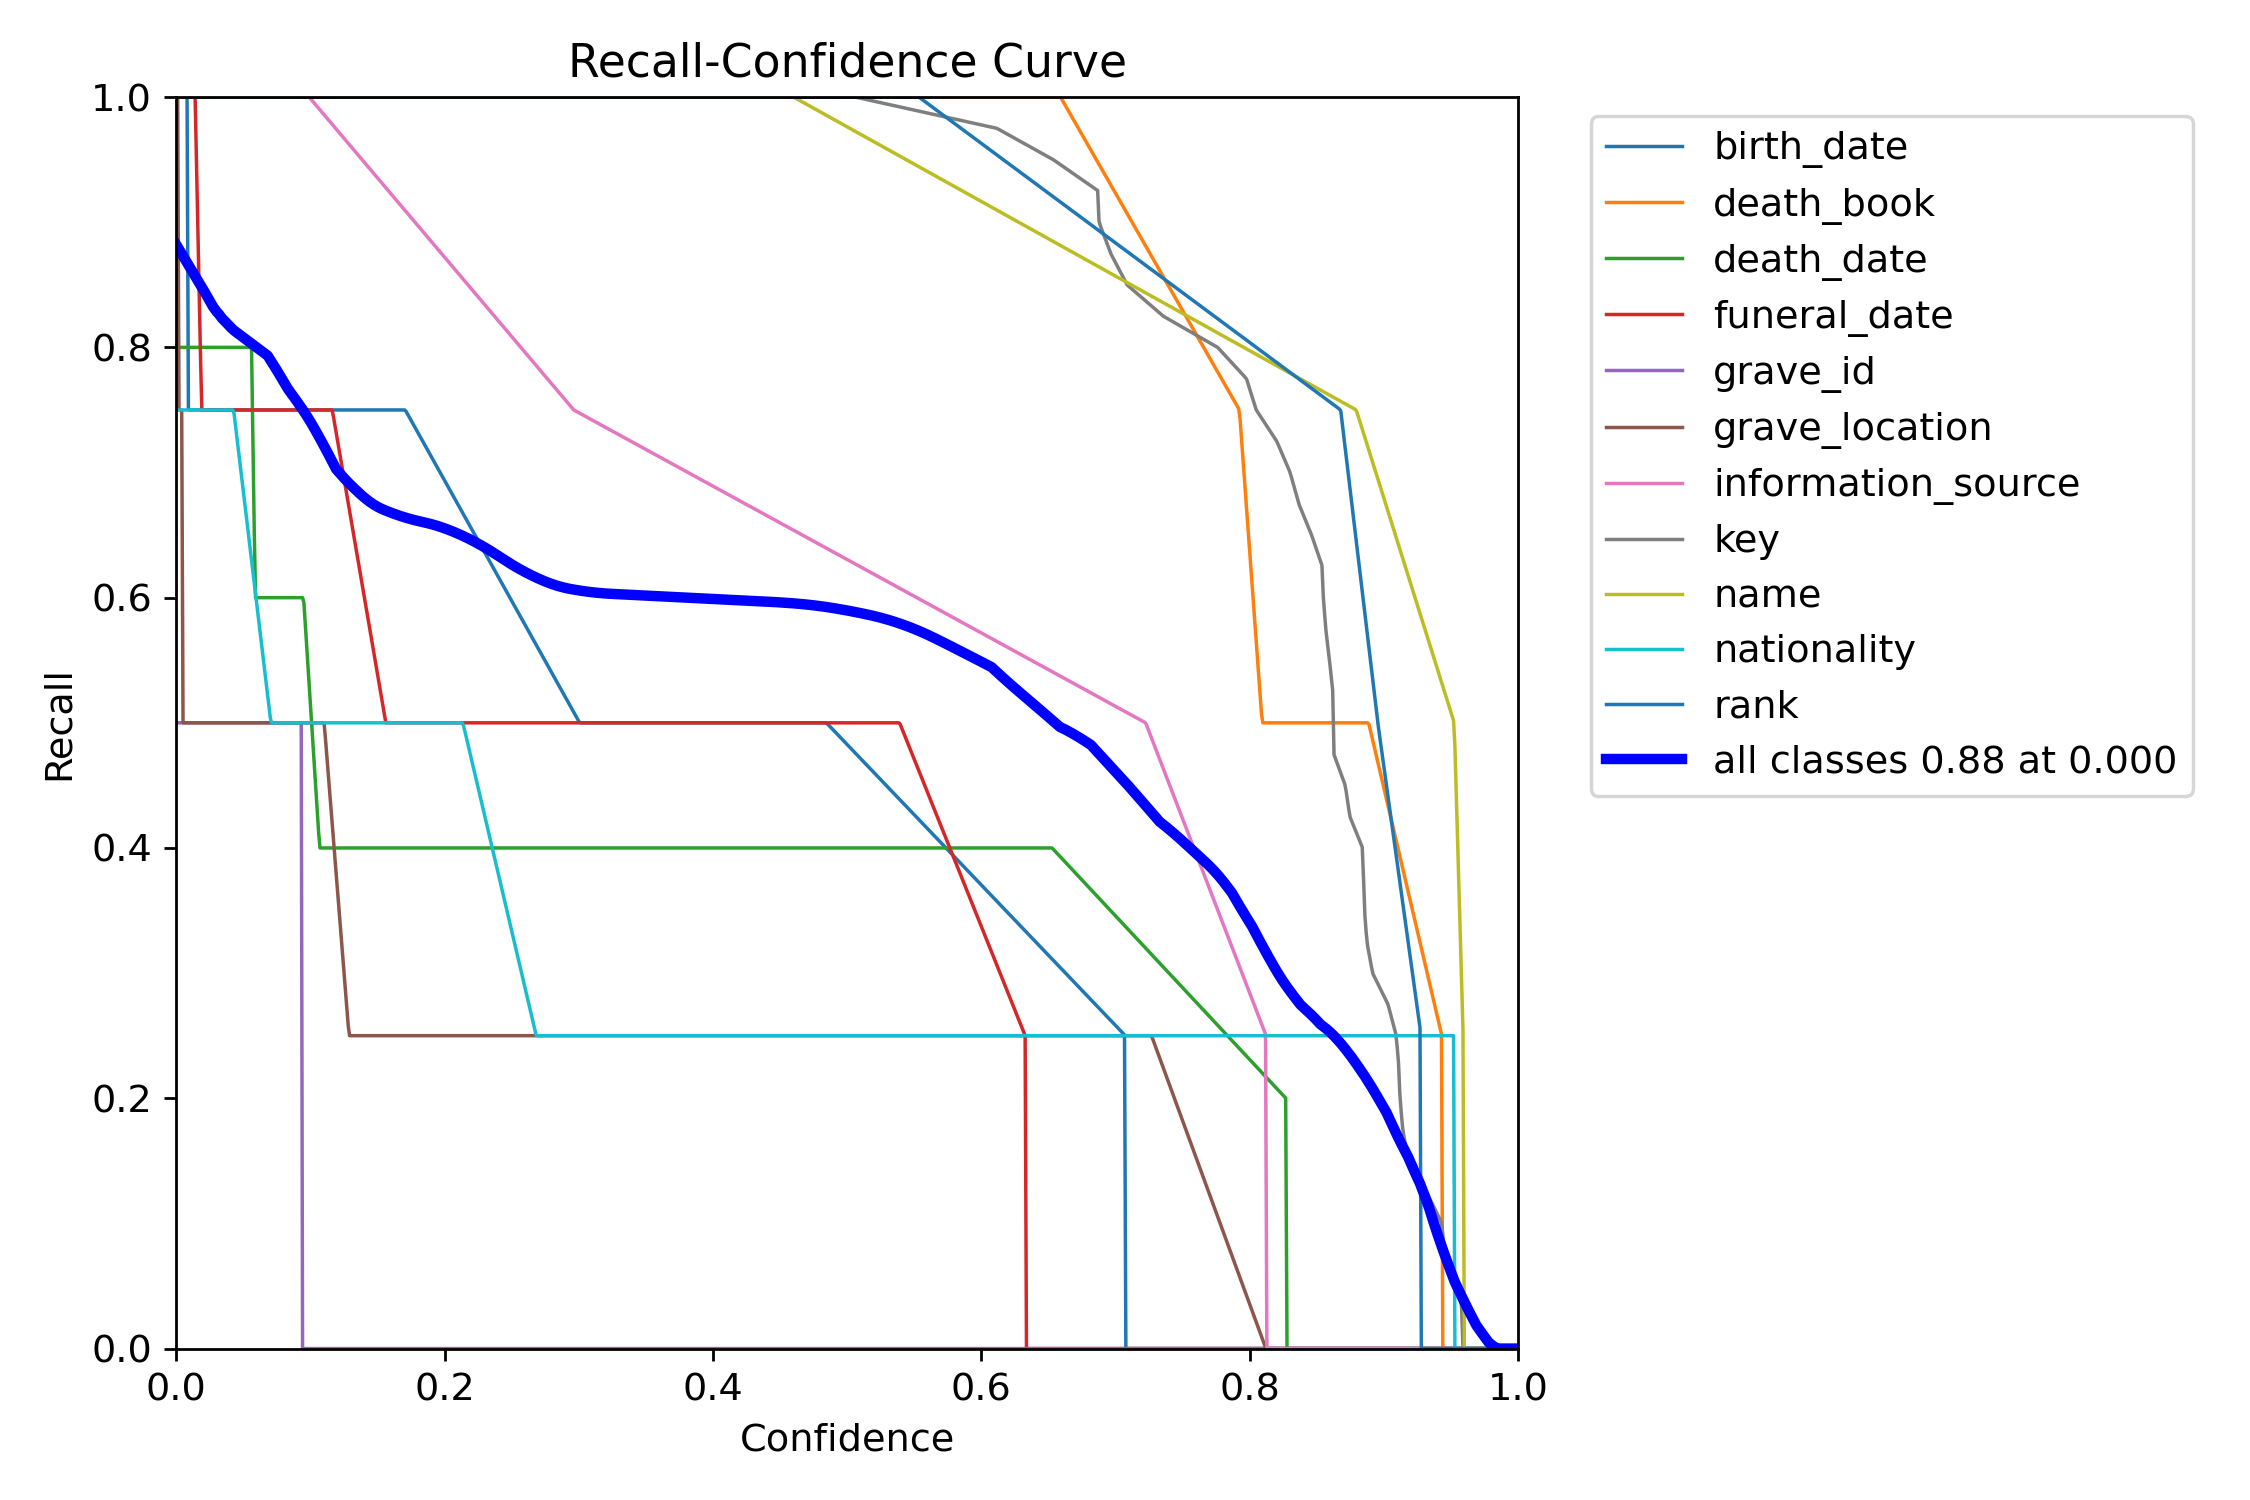 Recall-Confidence Curve
1.0
0.8
0.6
0.4
0.2
0.0
Recall
0.0 0.2 0.4 0.6 0.8 1.0
Confidence
birth_date
death_book
death_date
funeral_date
grave_id
grave_location
information_source
key
name
nationality
rank
all classes 0.88 at 0.000